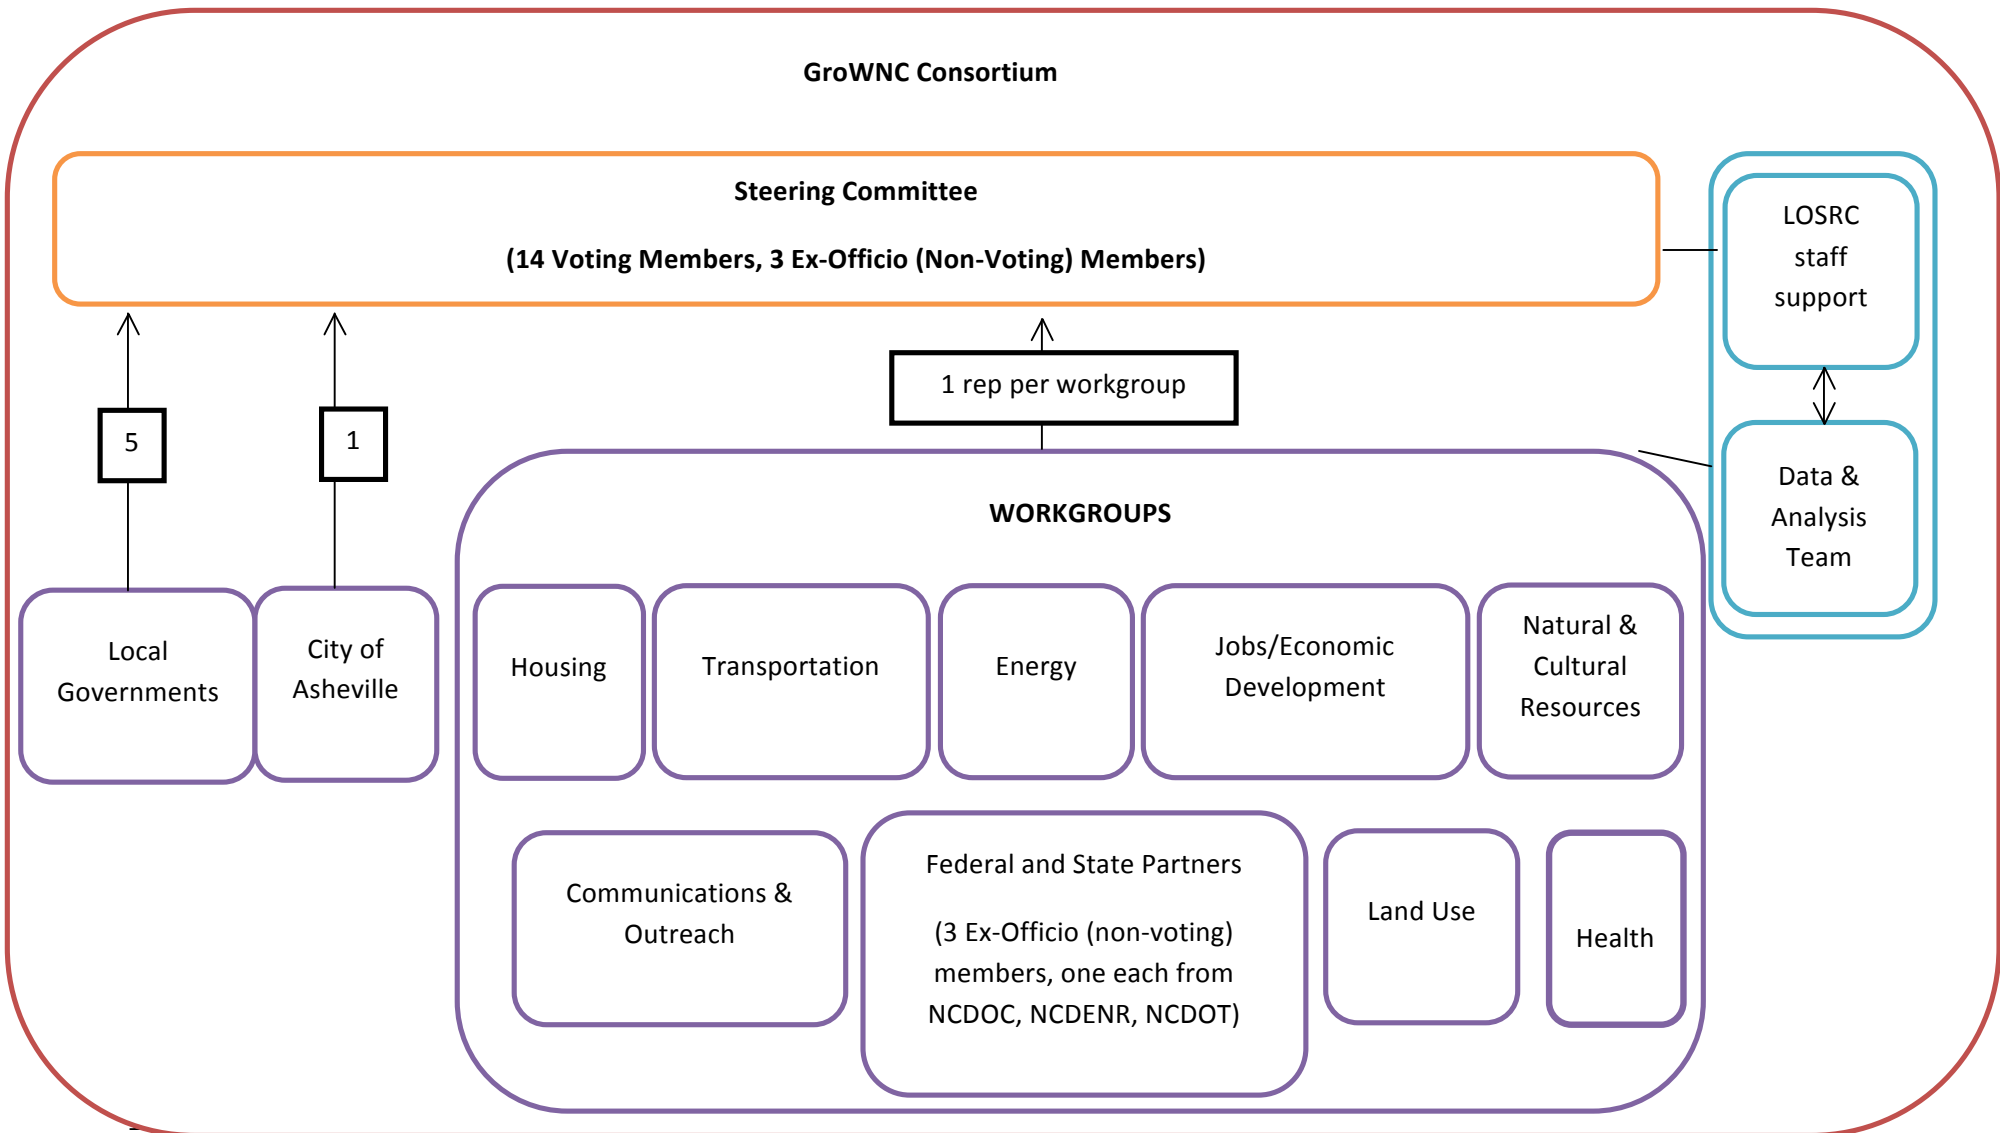 GroWNC Consortium
Steering Committee
(14 Voting Members, 3 Ex-Officio (Non-Voting) Members)
LOSRC
staff
support
1 rep per workgroup
5
1
Data &
Analysis
Team
WORKGROUPS
Local
Governments
City of
Asheville
Housing
Transportation
Energy
Jobs/Economic
Development
Natural &
Cultural
Resources
Communications &
Outreach
Federal and State Partners
(3 Ex-Officio (non-voting)
members, one each from
NCDOC, NCDENR, NCDOT)
Land Use
Health